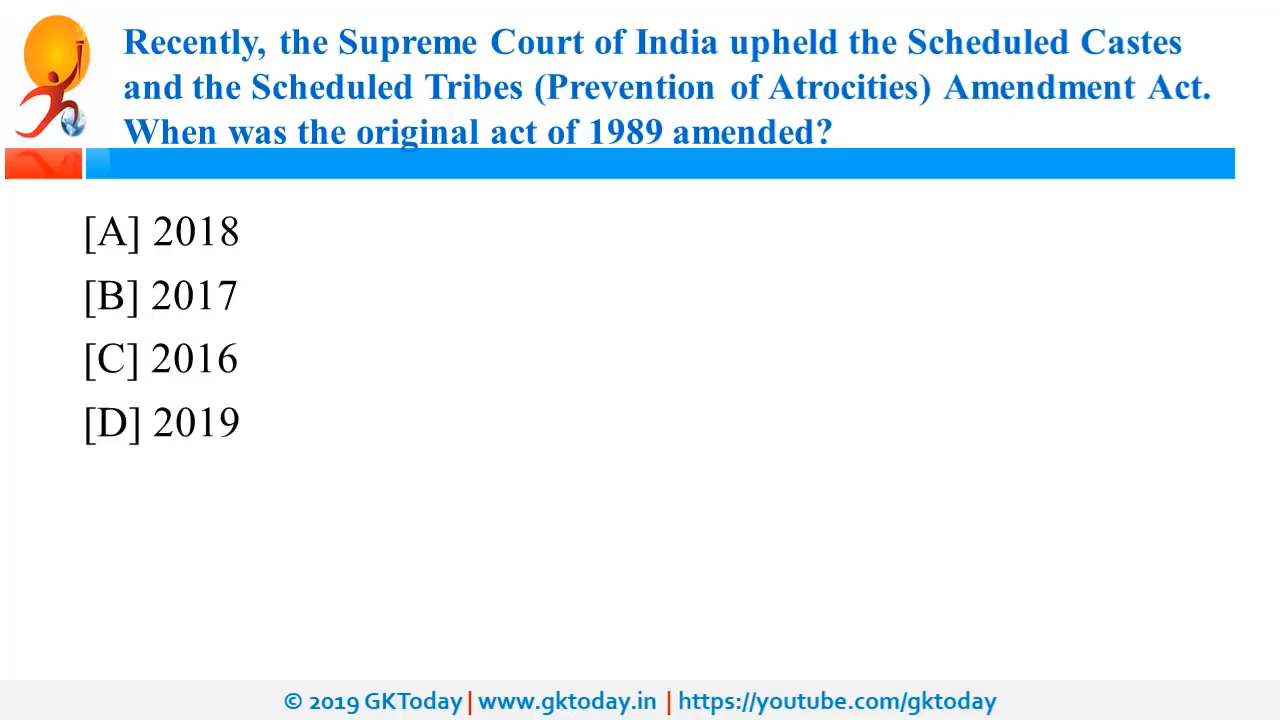 Recently, the Supreme Court of India upheld the Scheduled Castes
and the Scheduled Tribes (Prevention of Atrocities) Amendment Act.
When was the original act of 1989 amended?
[A] 2018
[B] 2017
[C] 2016
[D] 2019
© 2019 GKToday | www.gktoday.in | https://youtube.com/gktoday